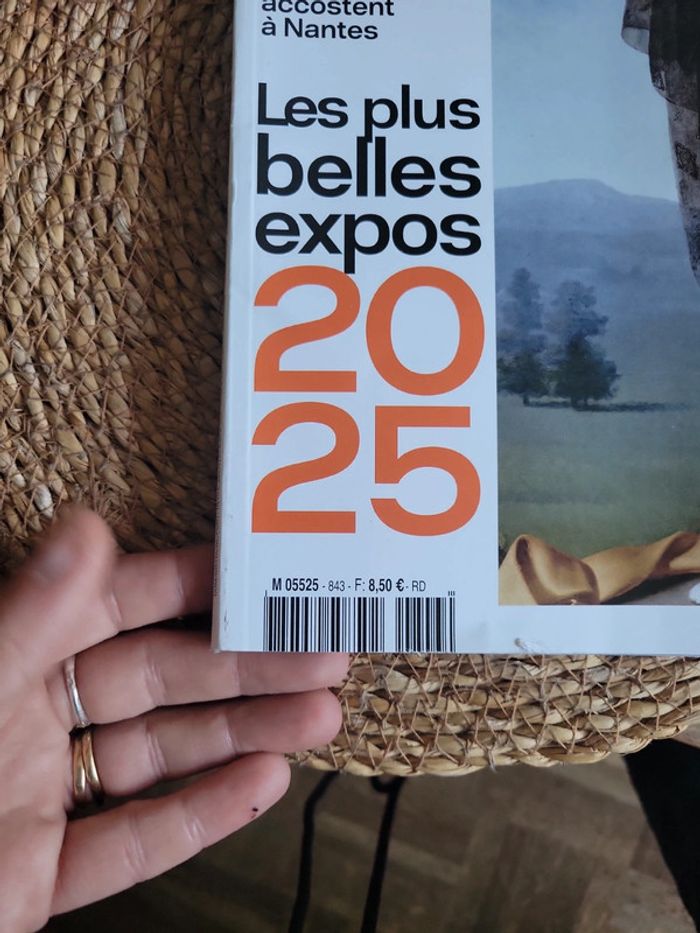 accostent
à Nantes
Les plus
belles
expos
20
25
M 05525 - 843 - F: 8,50 € - RD